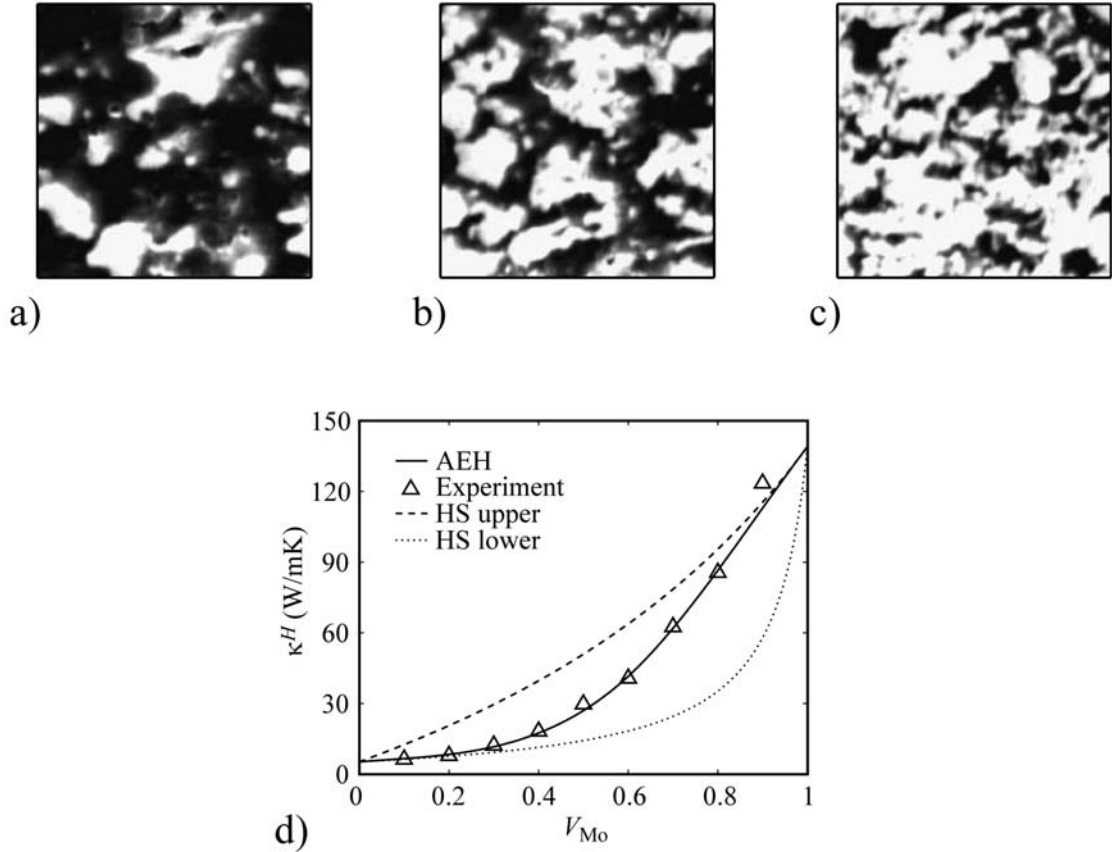 a)
b)
c)
150
120
90
60
30
0
κᴴ (W/mK)
AEH
Experiment
HS upper
HS lower
0
0.2
0.4
0.6
0.8
1
V_Mo
d)